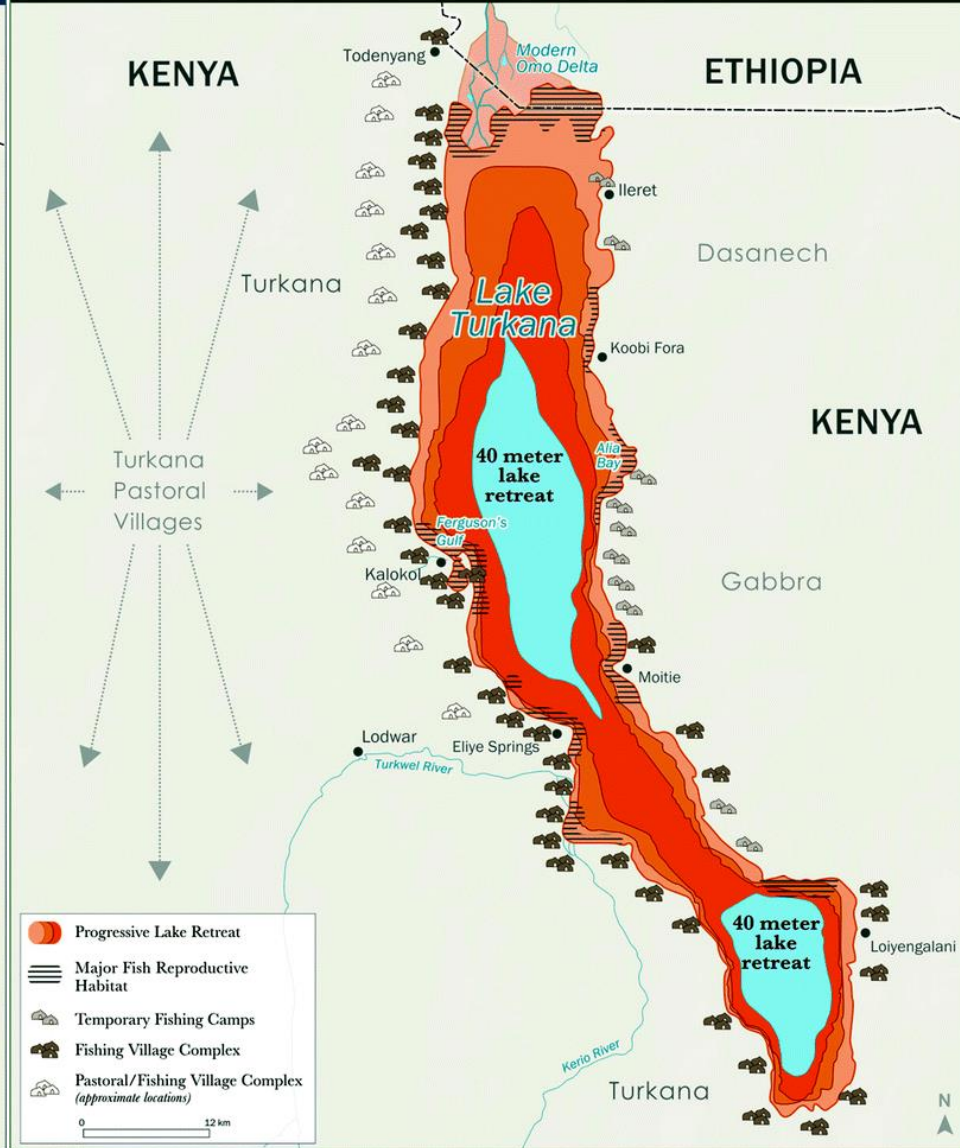 KENYA
Todenyang
Modern
Omo Delta
ETHIOPIA
Ileret
Dasanech
Turkana
Lake
Turkana
Koobi Fora
KENYA
Turkana
Pastoral
Villages
40 meter
lake
retreat
Alia
Bay
Ferguson's
Gulf
Kalokol
Gabbra
Moitie
Lodwar
Eliye Springs
Turkwel River
40 meter
lake
retreat
Loiyengalani
Kerio River
Turkana
N
Progressive Lake Retreat
Major Fish Reproductive
Habitat
Temporary Fishing Camps
Fishing Village Complex
Pastoral/Fishing Village Complex
(approximate locations)
0 12 km